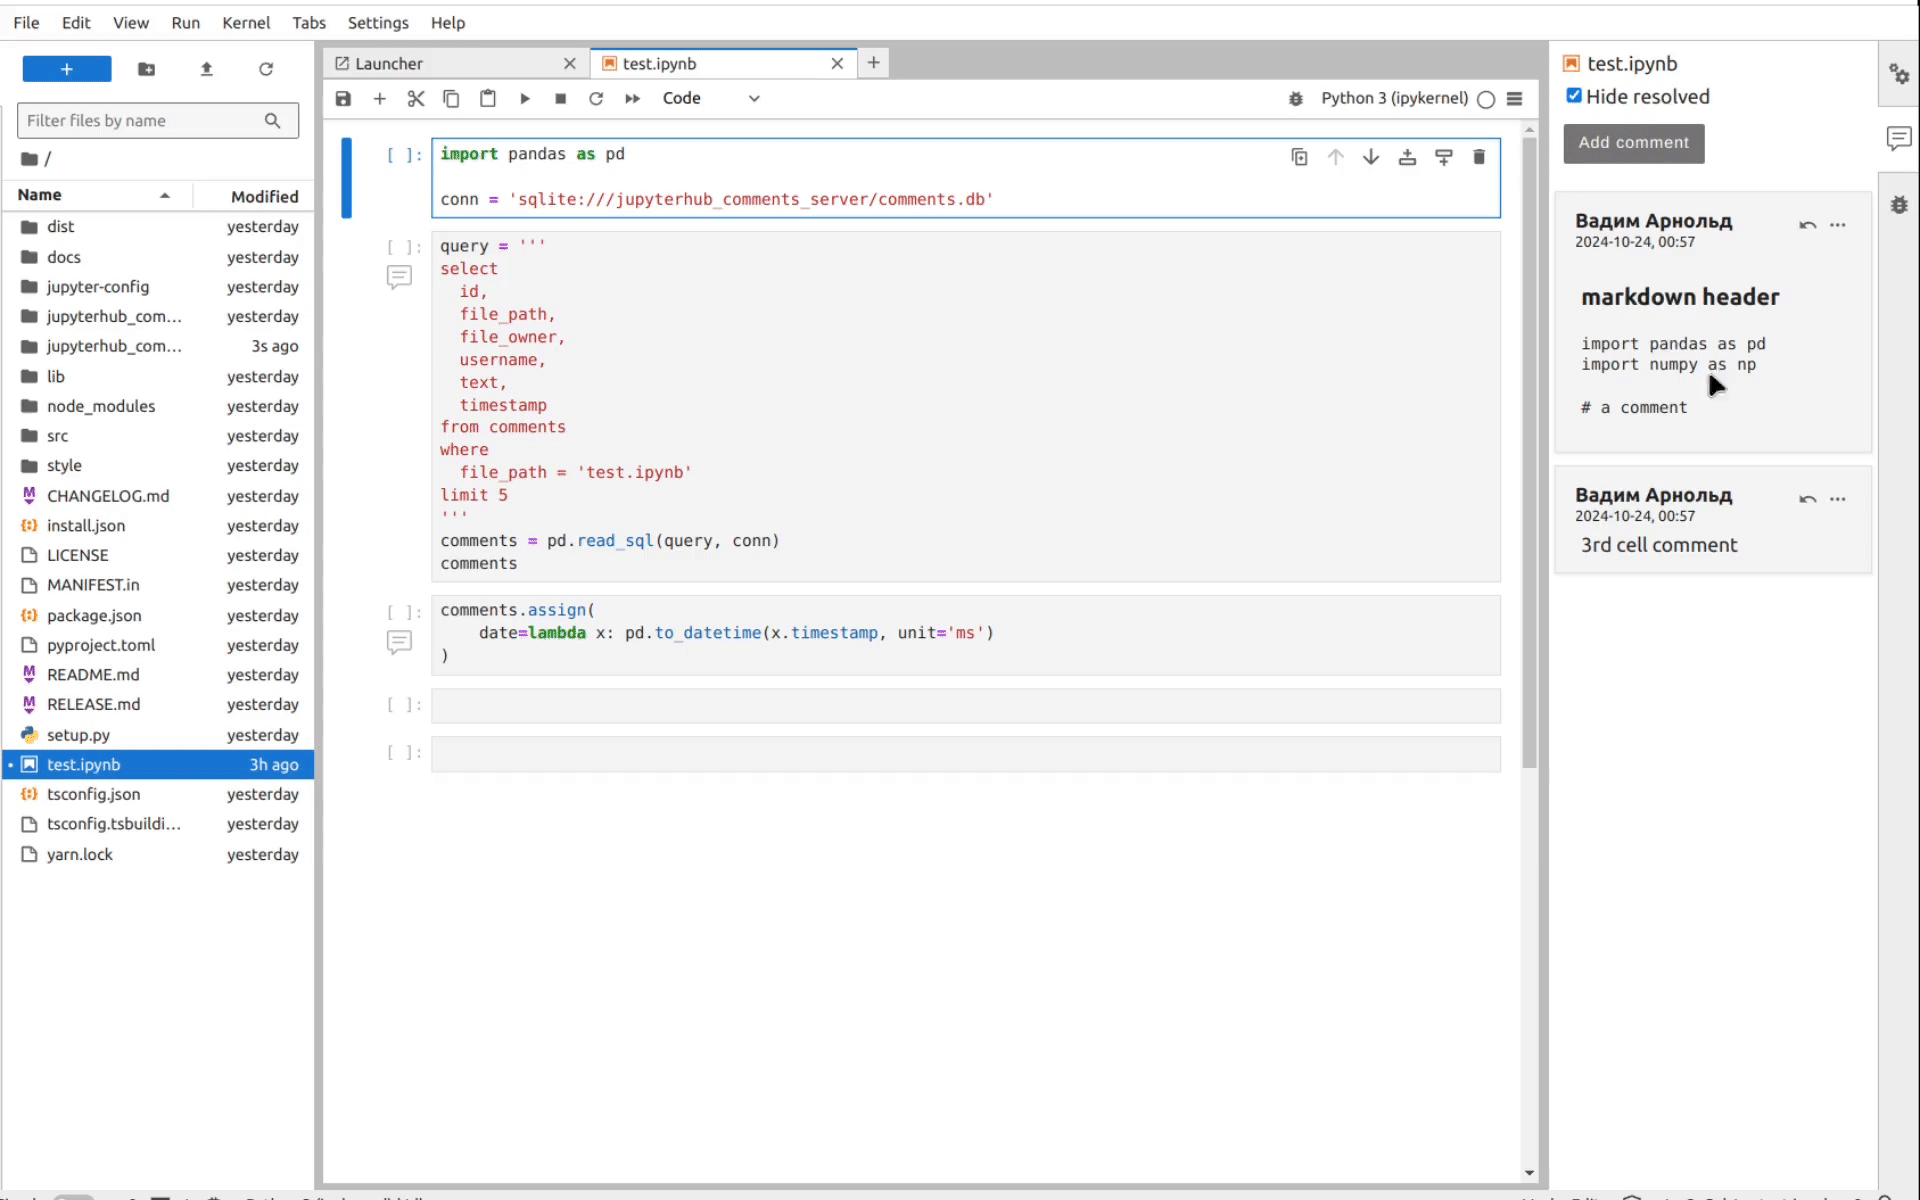 File Edit View Run Kernel Tabs Settings Help
+
Filter files by name
/
Name Modified
dist yesterday
docs yesterday
jupyter-config yesterday
jupyterhub_com... yesterday
jupyterhub_com... 3s ago
lib yesterday
node_modules yesterday
src yesterday
style yesterday
CHANGELOG.md yesterday
install.json yesterday
LICENSE yesterday
MANIFEST.in yesterday
package.json yesterday
pyproject.toml yesterday
README.md yesterday
RELEASE.md yesterday
setup.py yesterday
test.ipynb 3h ago
tsconfig.json yesterday
tsconfig.tsbuildi... yesterday
yarn.lock yesterday
Launcher test.ipynb
Code Python 3 (ipykernel)
[ ]: import pandas as pd
conn = 'sqlite:///jupyterhub_comments_server/comments.db'
[ ]: query = '''
select
id,
file_path,
file_owner,
username,
text,
timestamp
from comments
where
file_path = 'test.ipynb'
limit 5
'''
comments = pd.read_sql(query, conn)
comments
[ ]: comments.assign(
date=lambda x: pd.to_datetime(x.timestamp, unit='ms')
)
[ ]:
[ ]:
test.ipynb
Hide resolved
Add comment
Вадим Арнольд
2024-10-24, 00:57
markdown header
import pandas as pd
import numpy as np
# a comment
Вадим Арнольд
2024-10-24, 00:57
3rd cell comment